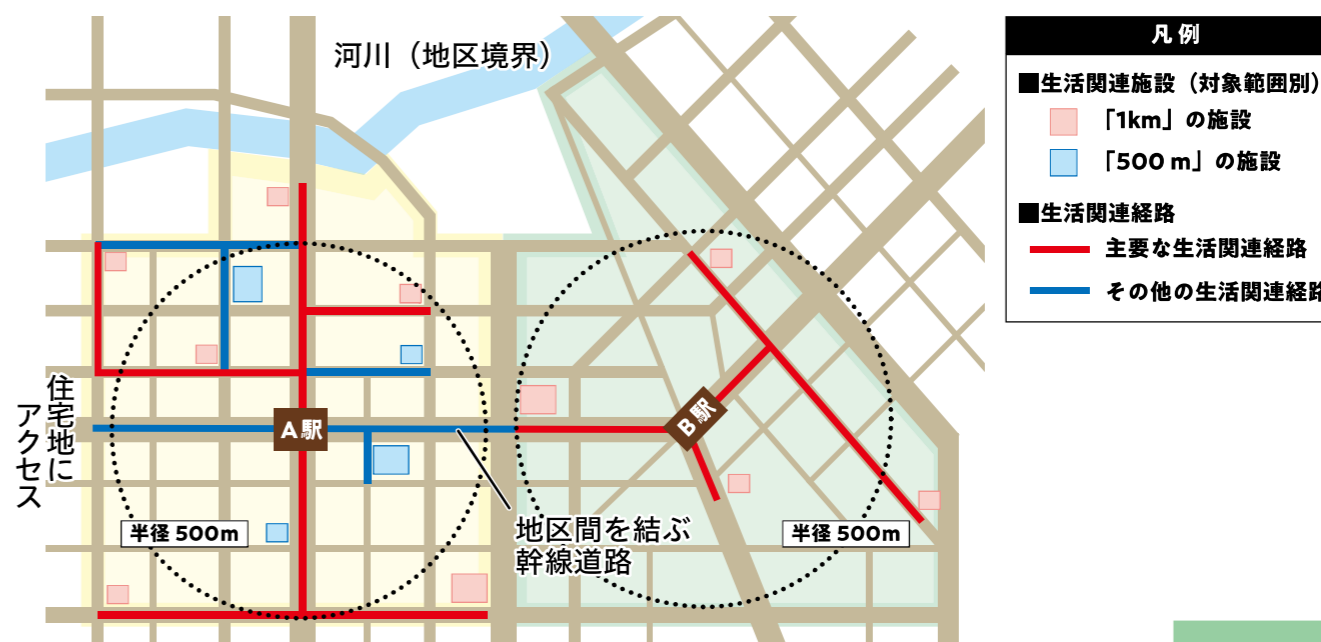 河川（地区境界）
住宅地に
アクセス
A駅
B駅
半径 500m
地区間を結ぶ
幹線道路
半径 500m
凡 例
■生活関連施設（対象範囲別）
「1km」の施設
「500 m」の施設
■生活関連経路
主要な生活関連経路
その他の生活関連経路